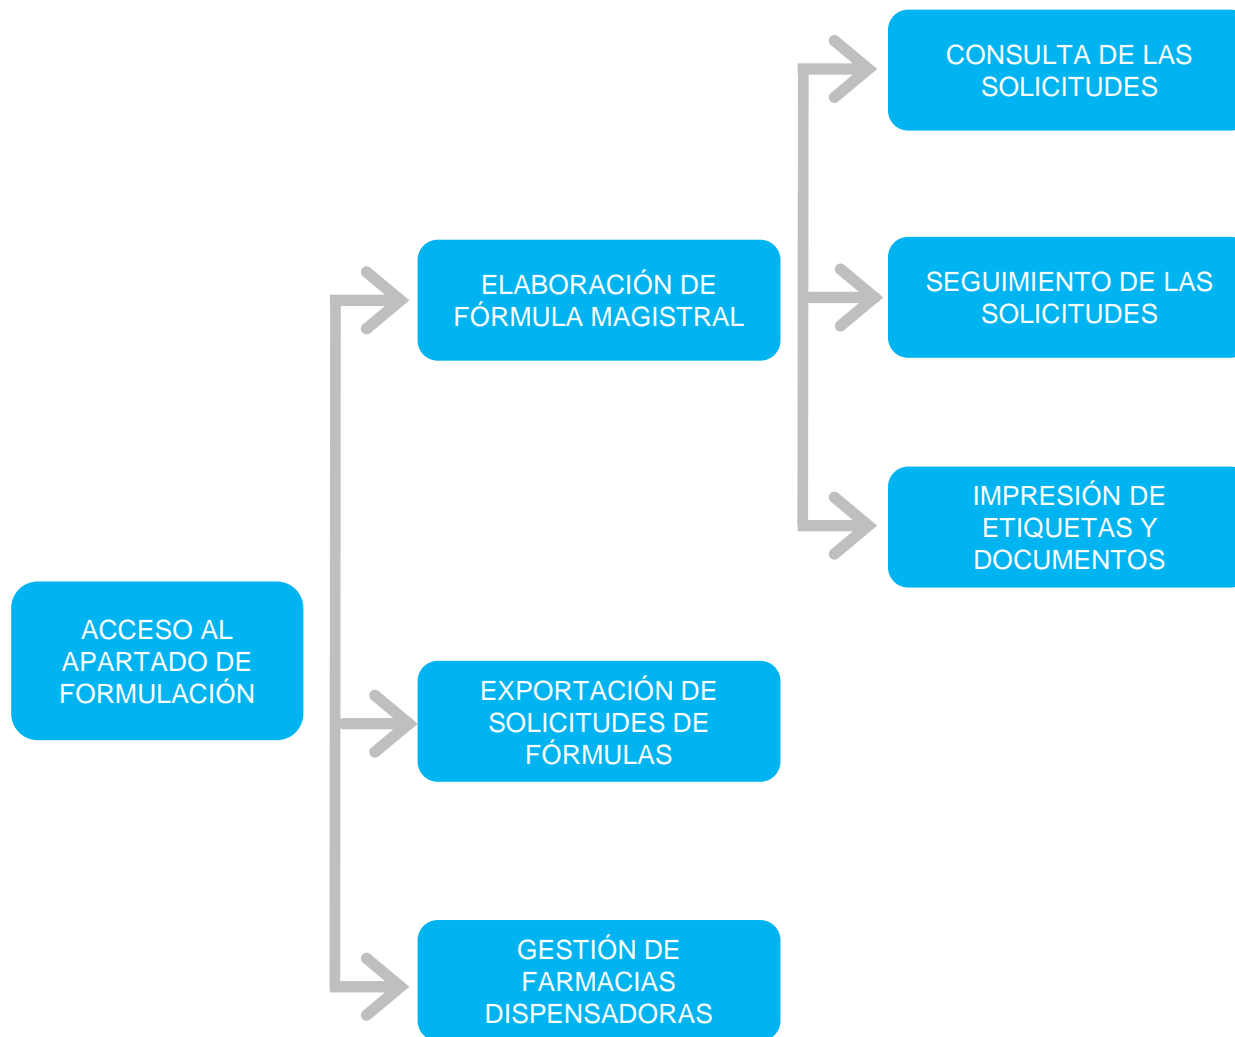 CONSULTA DE LAS
SOLICITUDES
ELABORACIÓN DE
FÓRMULA MAGISTRAL
SEGUIMIENTO DE LAS
SOLICITUDES
IMPRESIÓN DE
ETIQUETAS Y
DOCUMENTOS
ACCESO AL
APARTADO DE
FORMULACIÓN
EXPORTACIÓN DE
SOLICITUDES DE
FÓRMULAS
GESTIÓN DE
FARMACIAS
DISPENSADORAS